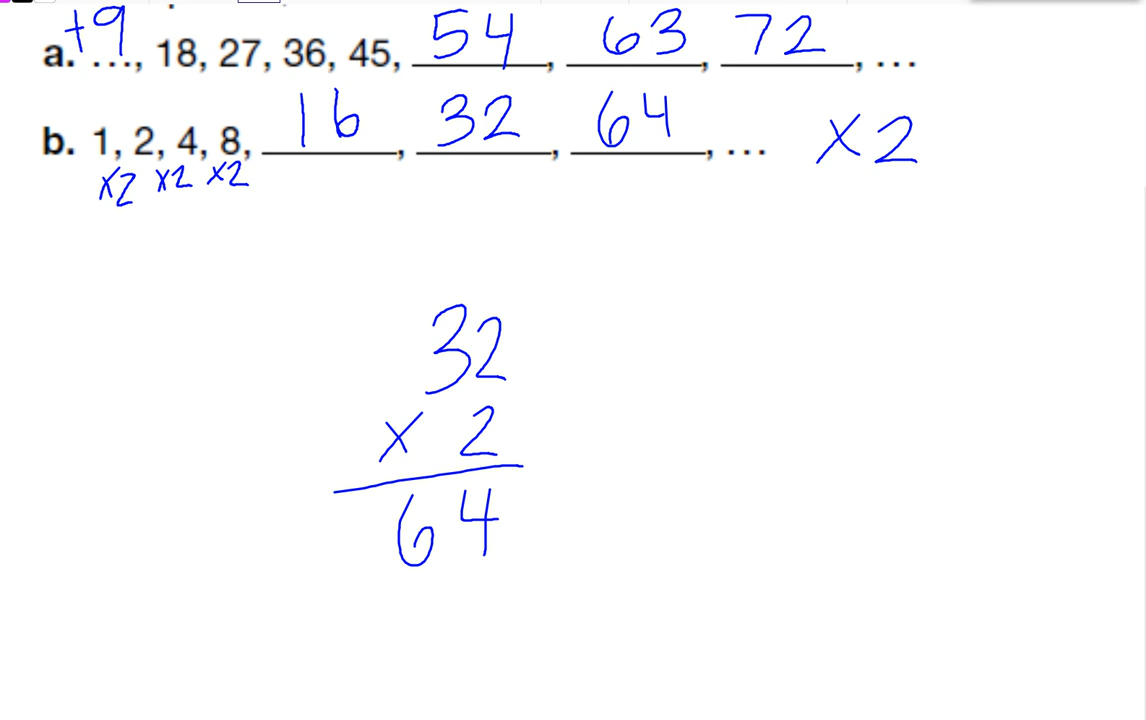 +9
a. ..., 18, 27, 36, 45, 54, 63, 72, ...
b. 1, 2, 4, 8, 16, 32, 64, ... x2
x2 x2 x2
32
x 2
64